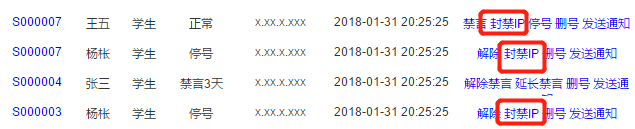 S000007 王五 学生 正常 x.xx.x.xxx 2018-01-31 20:25:25 禁言 封禁IP 停号 删号 发送通知
S000007 杨枨 学生 停号 x.xx.x.xxx 2018-01-31 20:25:25 解除 封禁IP 删号 发送通知
S000004 张三 学生 禁言3天 x.xx.x.xxx 2018-01-31 20:25:25 解除禁言 延长禁言 删号 发送通
S000003 杨枨 学生 停号 x.xx.x.xxx 2018-01-31 20:25:25 解除 封禁IP 删号 发送通知